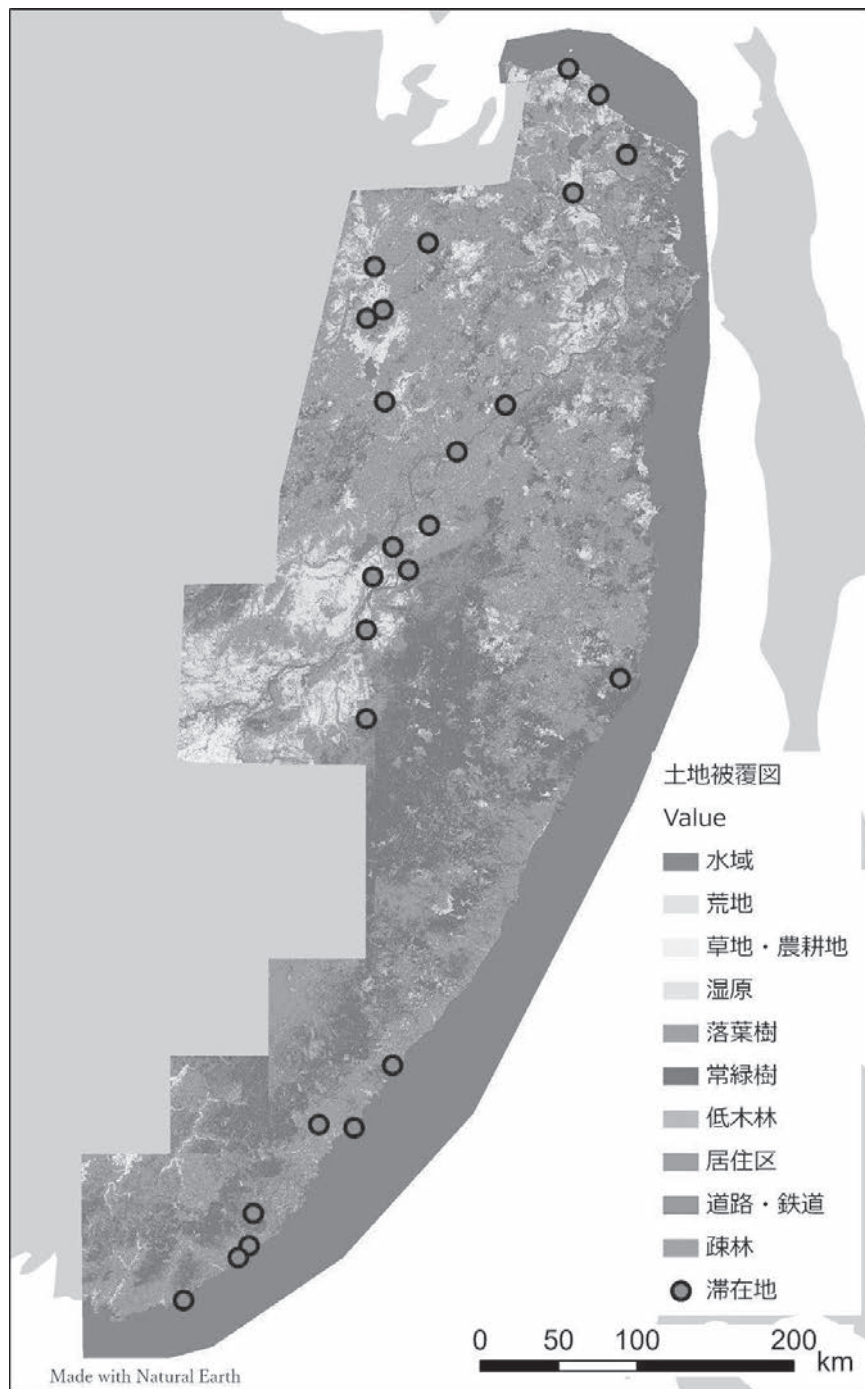 土地被覆図
Value
水域
荒地
草地・農耕地
湿原
落葉樹
常緑樹
低木林
居住区
道路・鉄道
疎林
滞在地
0 50 100 200
km
Made with Natural Earth